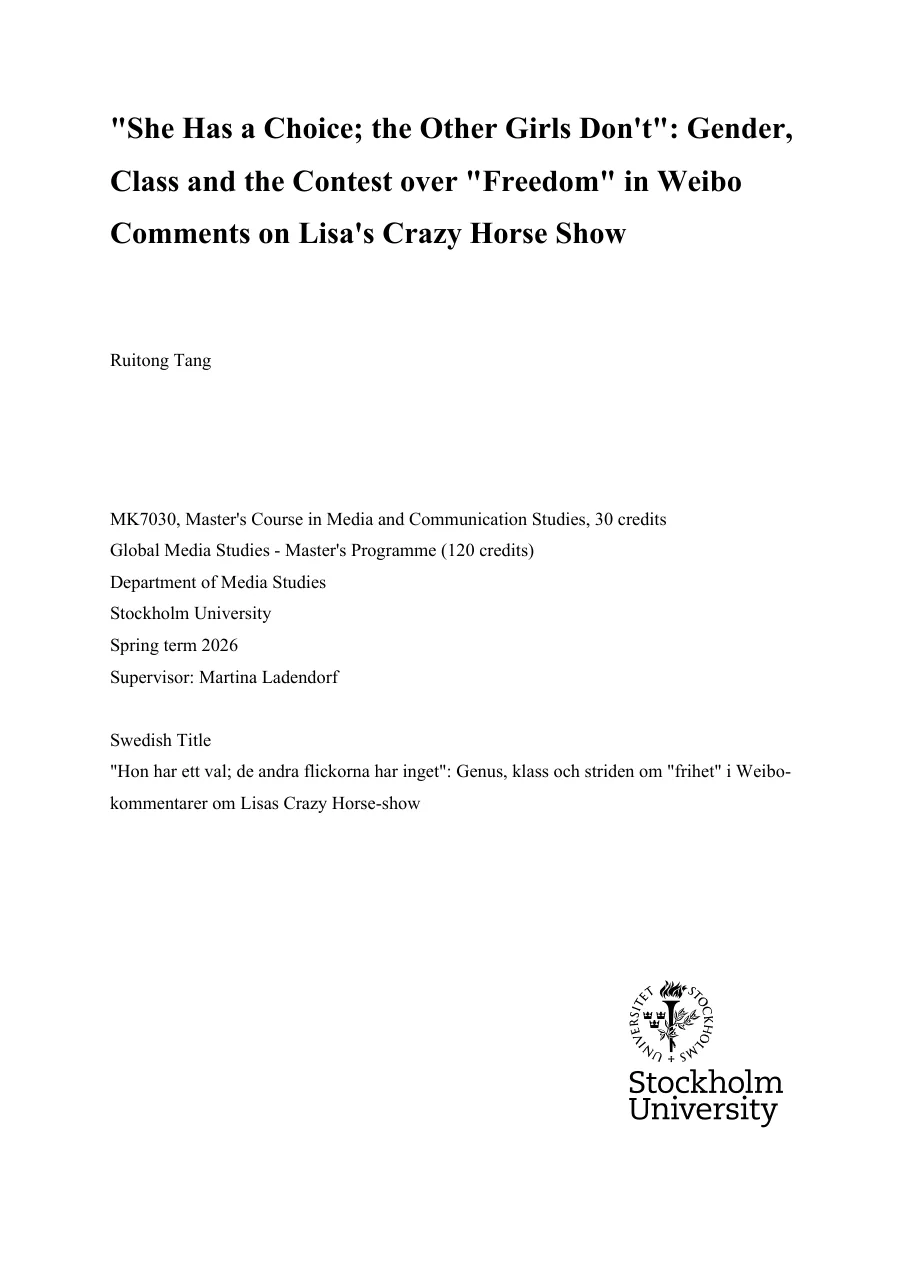 "She Has a Choice; the Other Girls Don't": Gender,
Class and the Contest over "Freedom" in Weibo
Comments on Lisa's Crazy Horse Show
Ruitong Tang
MK7030, Master's Course in Media and Communication Studies, 30 credits
Global Media Studies - Master's Programme (120 credits)
Department of Media Studies
Stockholm University
Spring term 2026
Supervisor: Martina Ladendorf
Swedish Title
"Hon har ett val; de andra flickorna har inget": Genus, klass och striden om "frihet" i Weibo-
kommentarer om Lisas Crazy Horse-show
STOCKHOLMS + UNIVERSITET
Stockholm
University